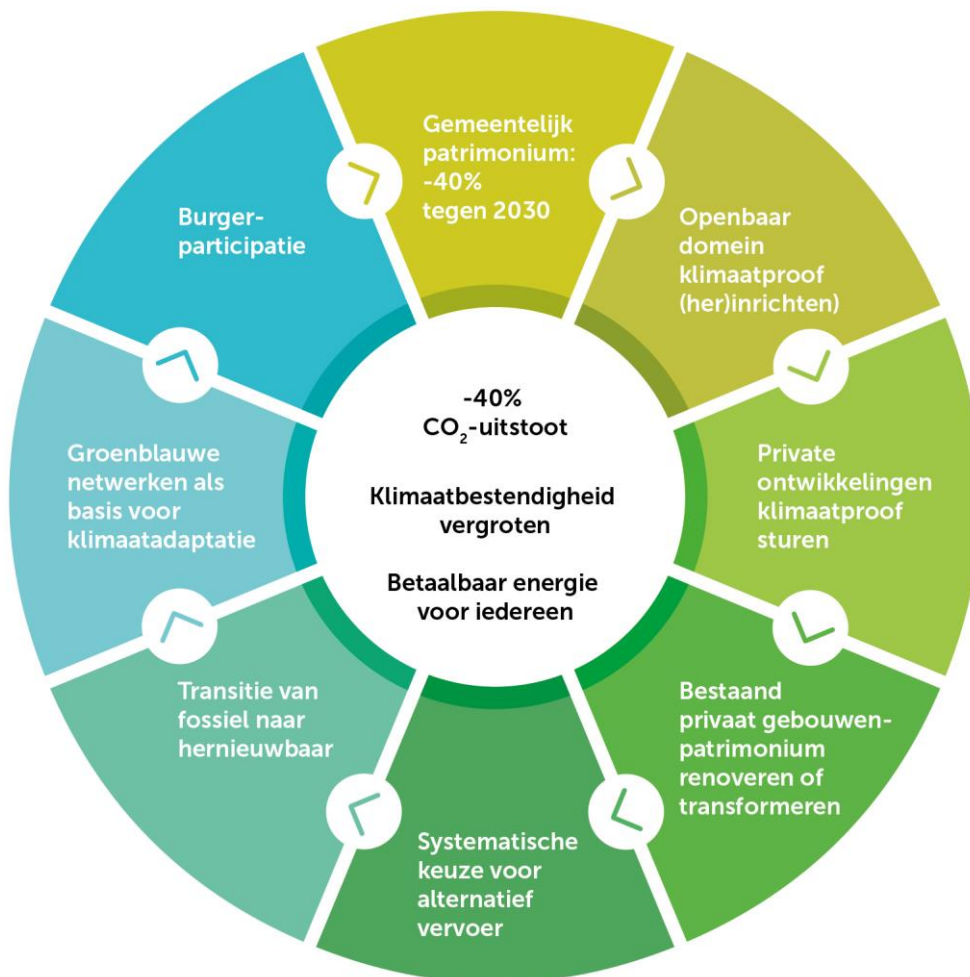 Gemeentelijk
patrimonium:
-40%
tegen 2030
Openbaar
domein
klimaatproof
(her)inrichten)
Private
ontwikkelingen
klimaatproof
sturen
Bestaand
privaat gebouwen-
patrimonium
renoveren of
transformeren
Systematische
keuze voor
alternatief
vervoer
Transitie van
fossiel naar
hernieuwbaar
Groenblauwe
netwerken als
basis voor
klimaatadaptatie
Burger-
participatie
-40%
CO₂-uitstoot
Klimaatbestendigheid
vergroten
Betaalbaar energie
voor iedereen